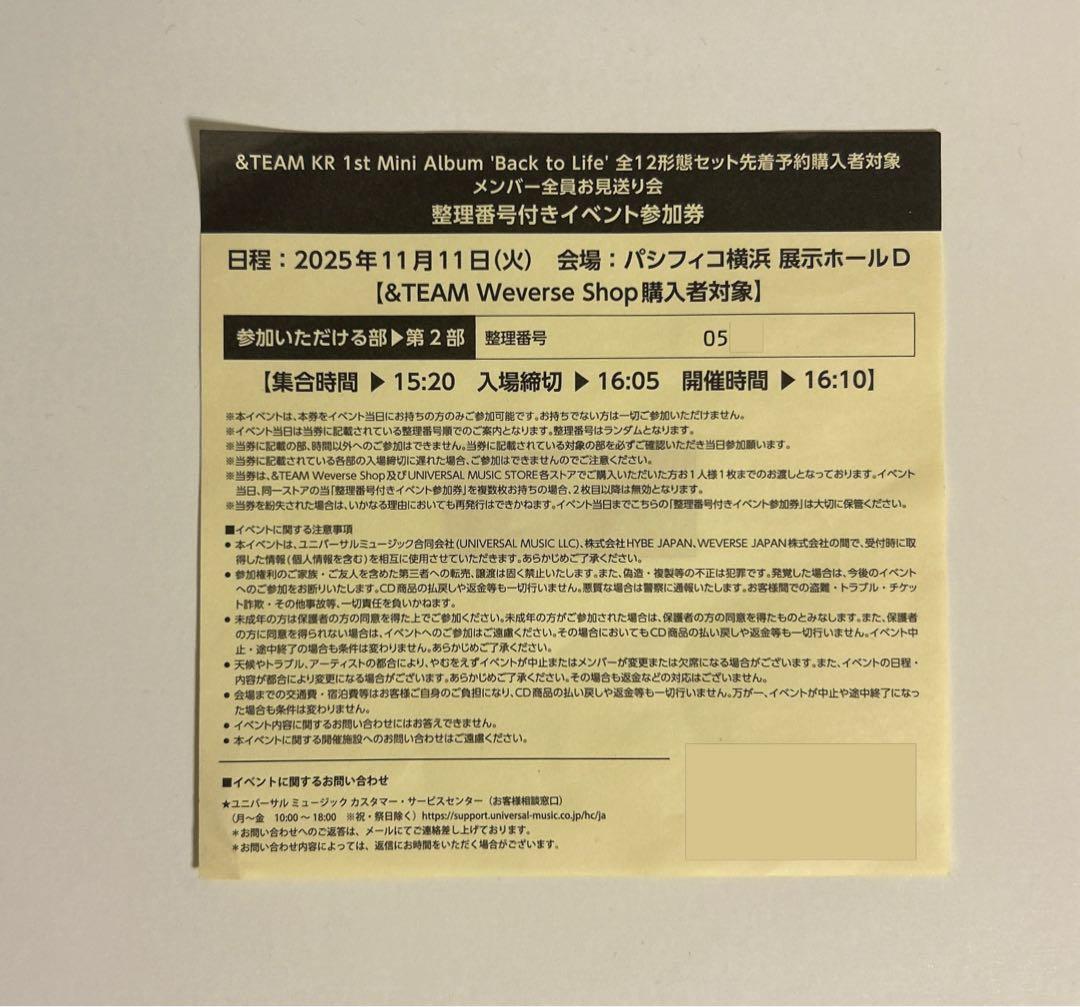 &TEAM KR 1st Mini Album 'Back to Life' 全12形態セット先着予約購入者対象
メンバー全員お見送り会
整理番号付きイベント参加券
日程：2025年11月11日(火)　会場：パシフィコ横浜 展示ホールD
【&TEAM Weverse Shop購入者対象】
参加いただける部▶第2部 整理番号 05
【集合時間 ▶ 15:20　入場締切 ▶ 16:05　開催時間 ▶ 16:10】
※本イベントは、本券をイベント当日にお持ちの方のみご参加可能です。お持ちでない方は一切ご参加いただけません。
※イベント当日は当券に記載されている整理番号順でのご案内となります。整理番号はランダムとなります。
※当券に記載の部、時間以外へのご参加はできません。当券に記載されている対象の部を必ずご確認いただき当日参加願います。
※当券に記載されている各部の入場締切に遅れた場合、ご参加はできませんのでご注意ください。
※当券は、&TEAM Weverse Shop及びUNIVERSAL MUSIC STORE各ストアでご購入いただいた方お1人様1枚までのお渡しとなっております。イベント
当日、同一ストアの当「整理番号付きイベント参加券」を複数枚お持ちの場合、2枚目以降は無効となります。
※当券を紛失された場合は、いかなる理由においても再発行はできかねます。イベント当日までこちらの「整理番号付きイベント参加券」は大切に保管ください。
■イベントに関する注意事項
● 本イベントは、ユニバーサルミュージック合同会社(UNIVERSAL MUSIC LLC)、株式会社HYBE JAPAN、WEVERSE JAPAN株式会社の間で、受付時に取
得した情報(個人情報を含む)を相互に使用させていただきます。あらかじめご了承ください。
● 参加権利のご家族・ご友人を含めた第三者への転売、譲渡は固く禁止いたします。また、偽造・複製等の不正は犯罪です。発覚した場合は、今後のイベント
へのご参加をお断りいたします。CD商品の払戻しや返金等も一切行いません。悪質な場合は警察に通報いたします。お客様間での盗難・トラブル・チケッ
ト詐欺・その他事故等、一切責任を負いかねます。
● 未成年の方は保護者の方の同意を得た上でご参加ください。未成年の方がご参加された場合は、保護者の方の同意を得たものとみなします。また、保護者
の方に同意を得られない場合は、イベントへのご参加はご遠慮ください。その場合においてもCD商品の払い戻しや返金等も一切行いません。イベント中
止・途中終了の場合も条件は変わりません。あらかじめご了承ください。
● 天候やトラブル、アーティストの都合により、やむをえずイベントが中止またはメンバーが変更または欠席になる場合がございます。また、イベントの日程・
内容が都合により変更になる場合がございます。あらかじめご了承ください。その場合も返金などの対応はございません。
● 会場までの交通費・宿泊費等はお客様ご自身のご負担になり、CD商品の払い戻しや返金等も一切行いません。万が一、イベントが中止や途中終了になっ
た場合も条件は変わりません。
● イベント内容に関するお問い合わせにはお答えできません。
● 本イベントに関する開催施設へのお問い合わせはご遠慮ください。
■イベントに関するお問い合わせ
★ユニバーサル ミュージック カスタマー・サービスセンター（お客様相談窓口）
（月〜金　10:00 〜 18:00　※祝・祭日除く）https://support.universal-music.co.jp/hc/ja
＊お問い合わせへのご返答は、メールにてご連絡差し上げております。
＊お問い合わせ内容によっては、返信にお時間をいただく場合がございます。